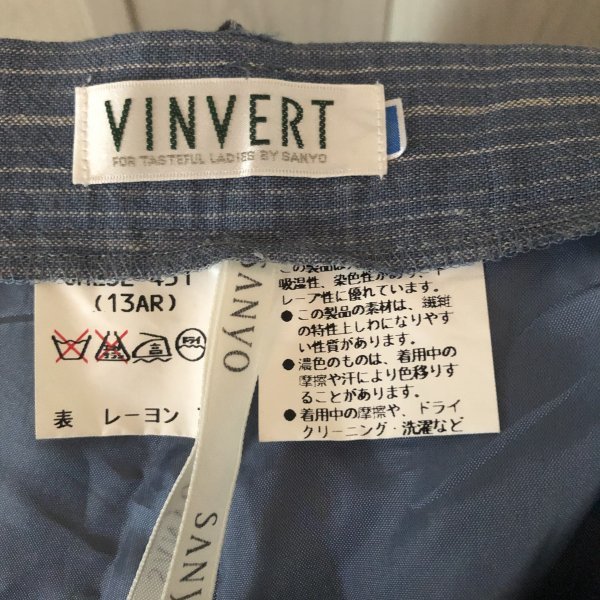 VINVERT
FOR TASTEFUL LADIES BY SANYO
(13AR)
表 レーヨン
SANYO
SANYO
吸湿性、染色性が
レープ性に優れています。
●この製品の素材は、繊維
の特性上しわになりやす
い性質があります。
●濃色のものは、着用中の
摩擦や汗により色移りす
ることがあります。
●着用中の摩擦や、ドライ
クリーニング・洗濯など